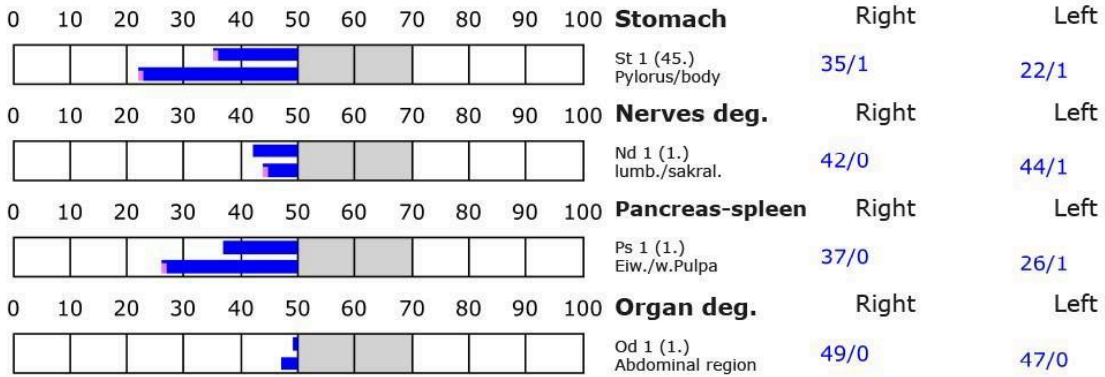 0 10 20 30 40 50 60 70 80 90 100 Stomach Right Left
St 1 (45.)
Pylorus/body
35/1 22/1
0 10 20 30 40 50 60 70 80 90 100 Nerves deg. Right Left
Nd 1 (1.)
lumb./sakral.
42/0 44/1
0 10 20 30 40 50 60 70 80 90 100 Pancreas-spleen Right Left
Ps 1 (1.)
Eiw./w.Pulpa
37/0 26/1
0 10 20 30 40 50 60 70 80 90 100 Organ deg. Right Left
Od 1 (1.)
Abdominal region
49/0 47/0